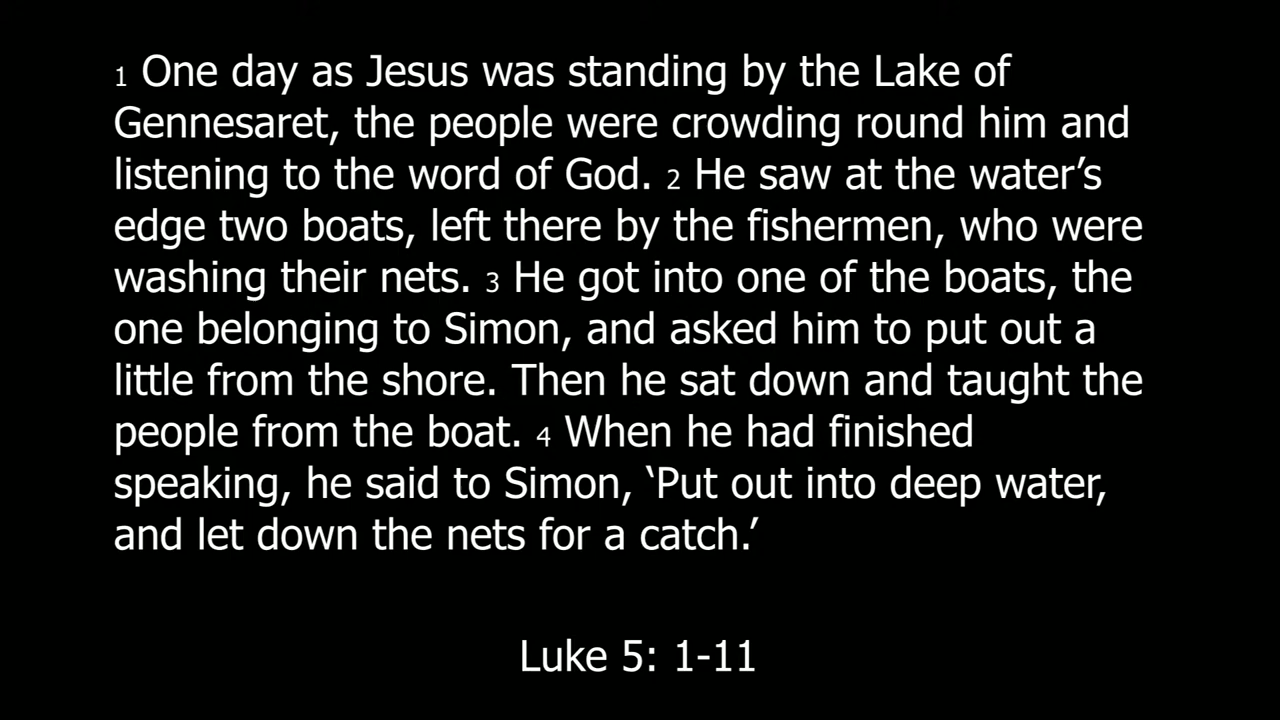 1 One day as Jesus was standing by the Lake of
Gennesaret, the people were crowding round him and
listening to the word of God. 2 He saw at the water’s
edge two boats, left there by the fishermen, who were
washing their nets. 3 He got into one of the boats, the
one belonging to Simon, and asked him to put out a
little from the shore. Then he sat down and taught the
people from the boat. 4 When he had finished
speaking, he said to Simon, ‘Put out into deep water,
and let down the nets for a catch.’
Luke 5: 1-11